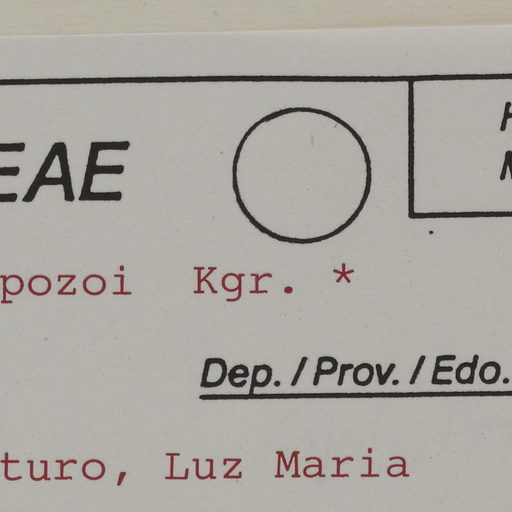 EAE
pozoi Kgr. *
Dep. / Prov. / Edo.
turo, Luz Maria